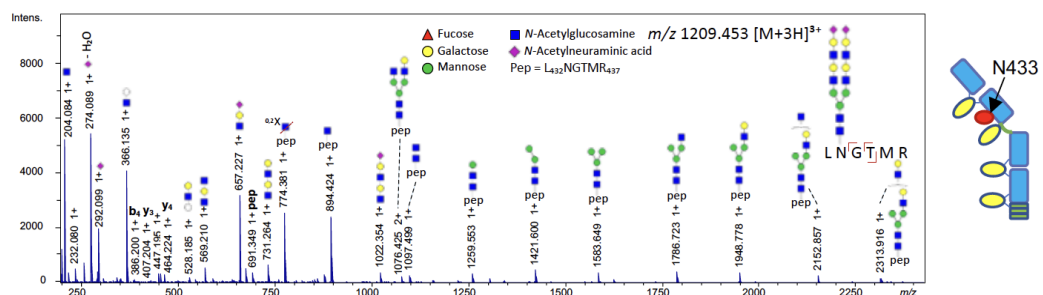 Intens.
8000
6000
4000
2000
0
250
500
750
1000
1250
1500
1750
2000
2250
m/z
Fucose
Galactose
Mannose
N-Acetylglucosamine
N-Acetylneuraminic acid
Pep = L₄₃₂NGTMR₄₃₇
m/z 1209.453 [M+3H]³⁺
204.084 1+
232.080 1+
274.089 1+
- H₂O
292.099 1+
366.135 1+
b₄
386.200 1+
y₃
407.204 1+
447.195 1+
y₄
464.224 1+
528.185 1+
569.210 1+
657.227 1+
691.349 1+ pep
731.264 1+
0,2X
pep
774.381 1+
pep
894.424 1+
1022.354 1+
pep
1076.425 2+
pep
1097.499 1+
pep
1259.553 1+
pep
1421.600 1+
pep
1583.649 1+
pep
1786.723 1+
pep
1948.778 1+
pep
2152.857 1+
L N G T M R
pep
2313.916 1+
N433